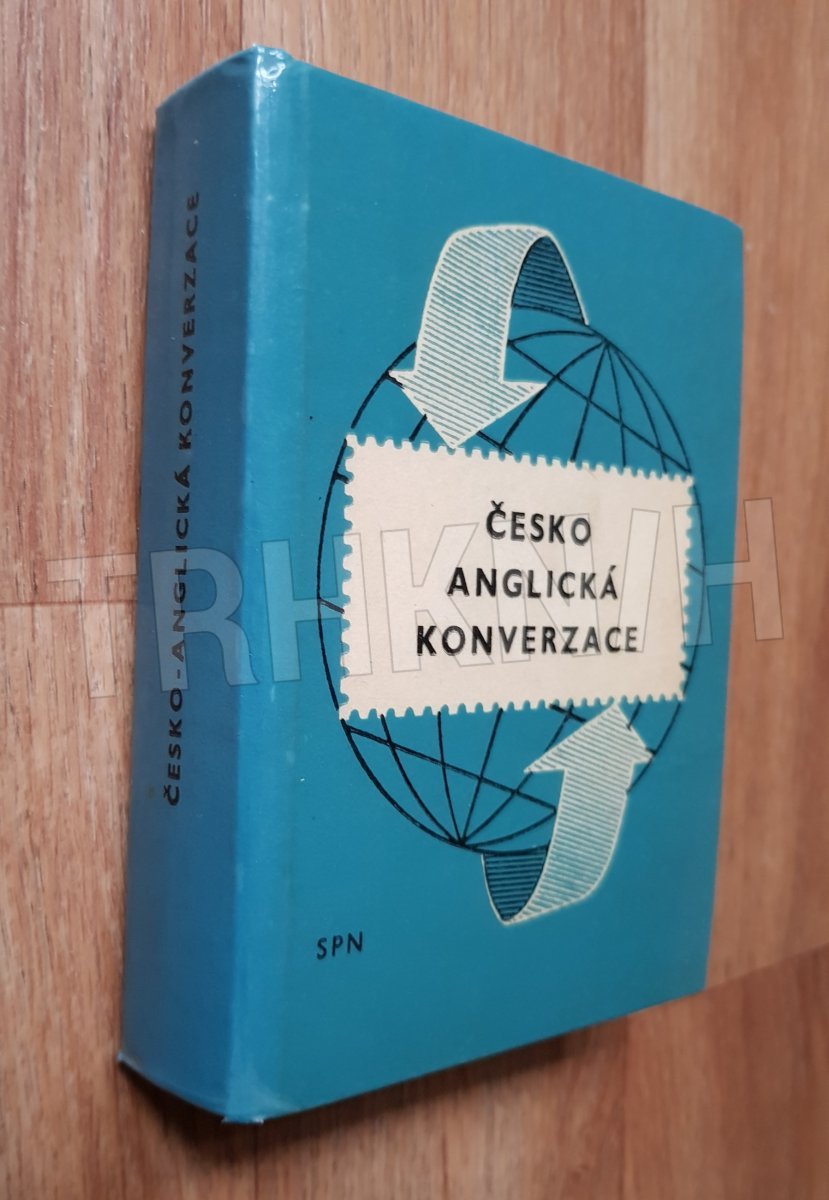 ČESKO-ANGLICKÁ KONVERZACE
ČESKO
ANGLICKÁ
KONVERZACE
SPN
TRHKNIH